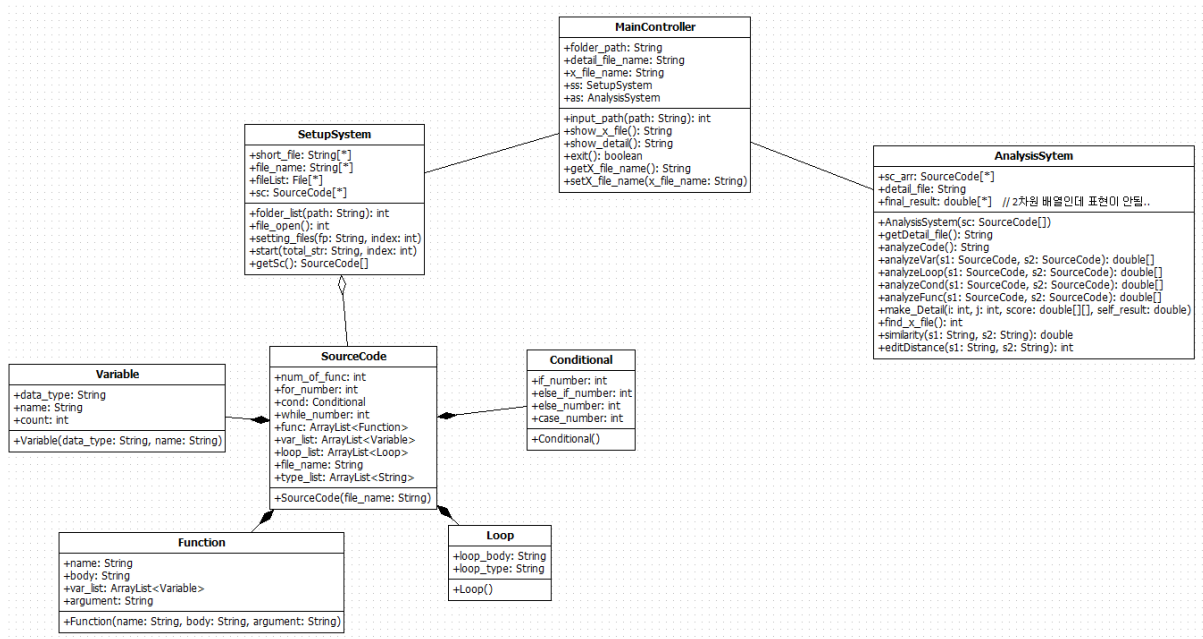 MainController
+folder_path: String
+detail_file_name: String
+x_file_name: String
+ss: SetupSystem
+as: AnalysisSystem
+input_path(path: String): int
+show_x_file(): String
+show_detail(): String
+exit(): boolean
+getX_file_name(): String
+setX_file_name(x_file_name: String)
SetupSystem
+short_file: String[*]
+file_name: String[*]
+fileList: File[*]
+sc: SourceCode[*]
+folder_list(path: String): int
+file_open(): int
+setting_files(fp: String, index: int)
+start(total_str: String, index: int)
+getSc(): SourceCode[]
AnalysisSytem
+sc_arr: SourceCode[*]
+detail_file: String
+final_result: double[*] // 2차원 배열인데 표현이 안됨..
+AnalysisSystem(sc: SourceCode[])
+getDetail_file(): String
+analyzeCode(): String
+analyzeVar(s1: SourceCode, s2: SourceCode): double[]
+analyzeLoop(s1: SourceCode, s2: SourceCode): double[]
+analyzeCond(s1: SourceCode, s2: SourceCode): double[]
+analyzeFunc(s1: SourceCode, s2: SourceCode): double[]
+make_Detail(i: int, j: int, score: double[][], self_result: double)
+find_x_file(): int
+similarity(s1: String, s2: String): double
+editDistance(s1: String, s2: String): int
SourceCode
+num_of_func: int
+for_number: int
+cond: Conditional
+while_number: int
+func: ArrayList<Function>
+var_list: ArrayList<Variable>
+loop_list: ArrayList<Loop>
+file_name: String
+type_list: ArrayList<String>
+SourceCode(file_name: Stirng)
Variable
+data_type: String
+name: String
+count: int
+Variable(data_type: String, name: String)
Conditional
+if_number: int
+else_if_number: int
+else_number: int
+case_number: int
+Conditional()
Function
+name: String
+body: String
+var_list: ArrayList<Variable>
+argument: String
+Function(name: String, body: String, argument: String)
Loop
+loop_body: String
+loop_type: String
+Loop()